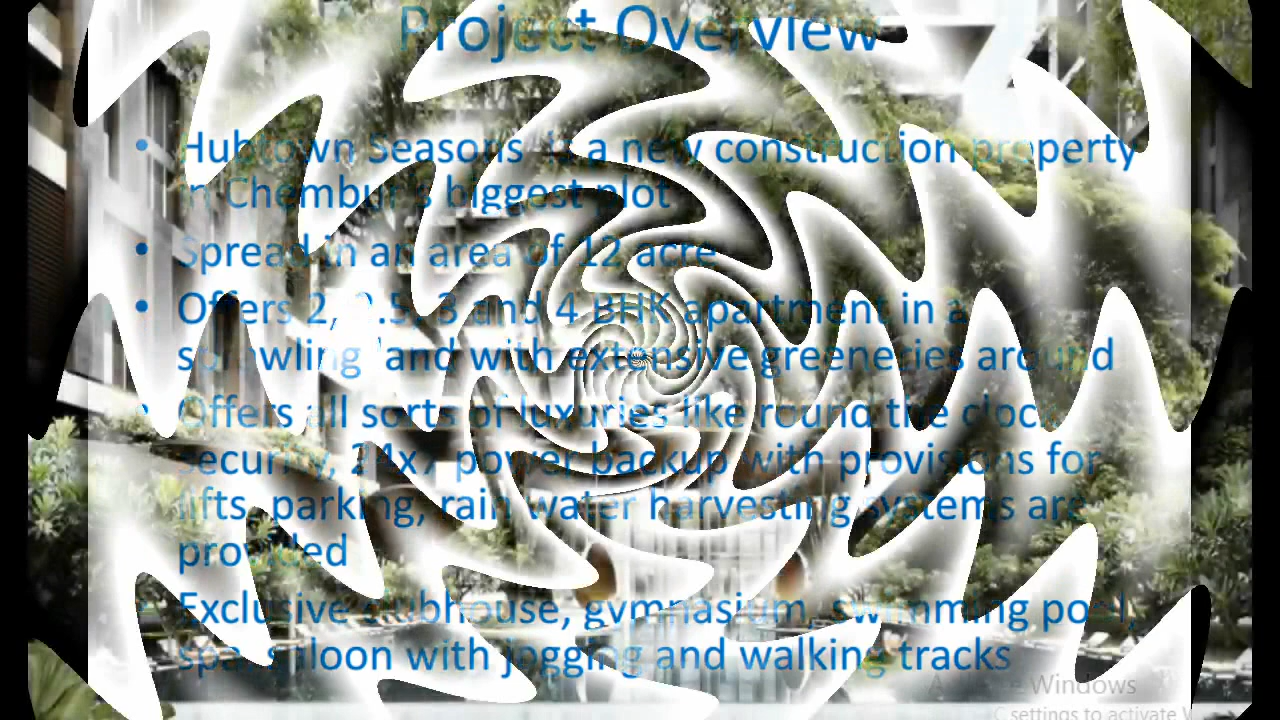 Project Overview
• Hubtown Seasons is a new construction property
in Chembur's biggest plot
• Spread in an area of 12 acre
• Offers 2, 2.5, 3 and 4 BHK apartment in a
sprawling land with extensive greeneries around
• Offers all sorts of luxuries like round the clock
security, 24x7 power backup with provisions for
lifts, parking, rain water harvesting systems are
provided
• Exclusive clubhouse, gymnasium, swimming pool,
spa, saloon with jogging and walking tracks
Activate Windows
settings to activate